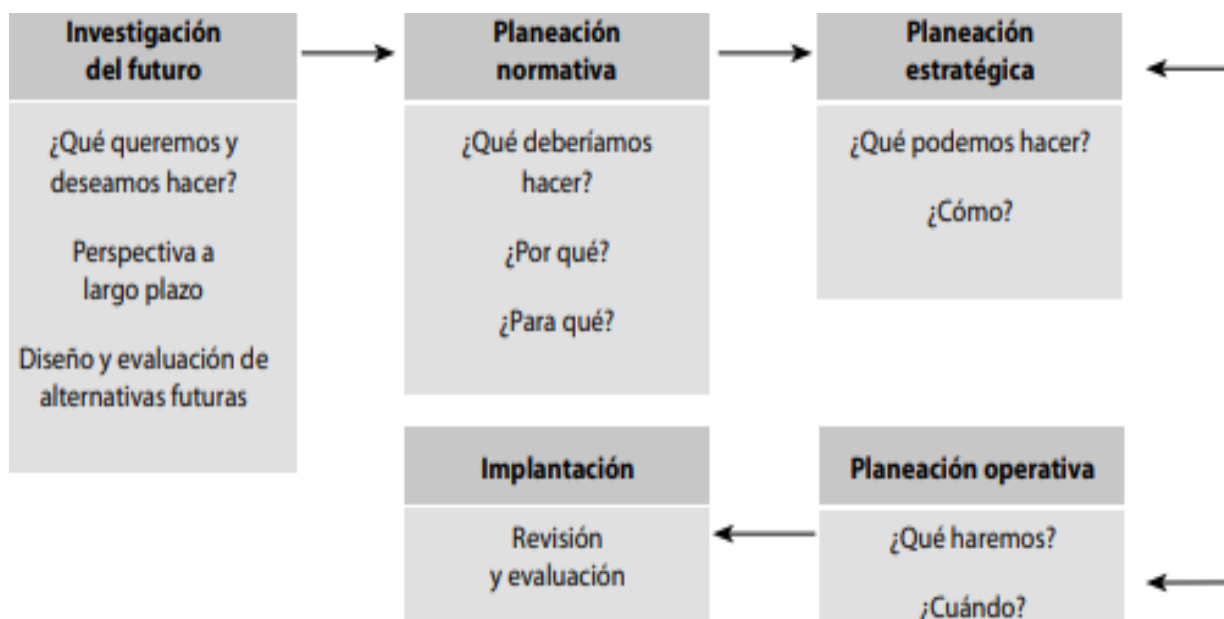 Investigación
del futuro
¿Qué queremos y
deseamos hacer?
Perspectiva a
largo plazo
Diseño y evaluación de
alternativas futuras
Planeación
normativa
¿Qué deberíamos
hacer?
¿Por qué?
¿Para qué?
Planeación
estratégica
¿Qué podemos hacer?
¿Cómo?
Planeación operativa
¿Qué haremos?
¿Cuándo?
Implantación
Revisión
y evaluación